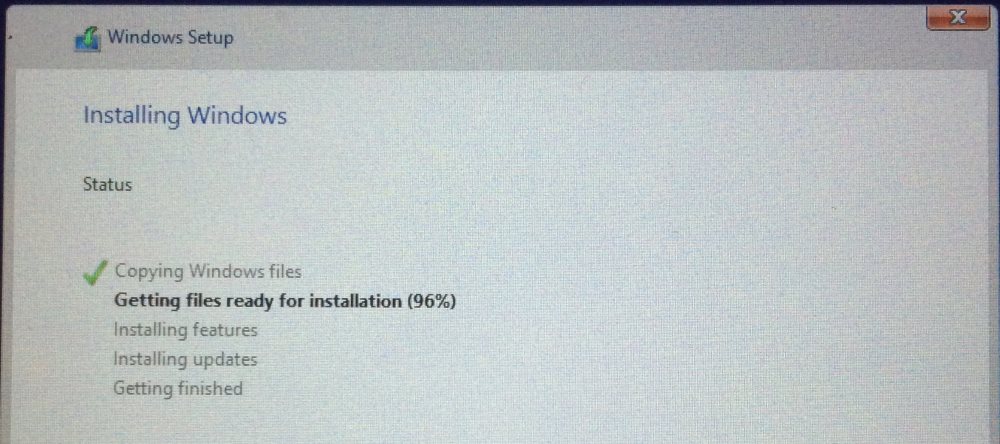 Windows Setup
Installing Windows
Status
Copying Windows files
Getting files ready for installation (96%)
Installing features
Installing updates
Getting finished